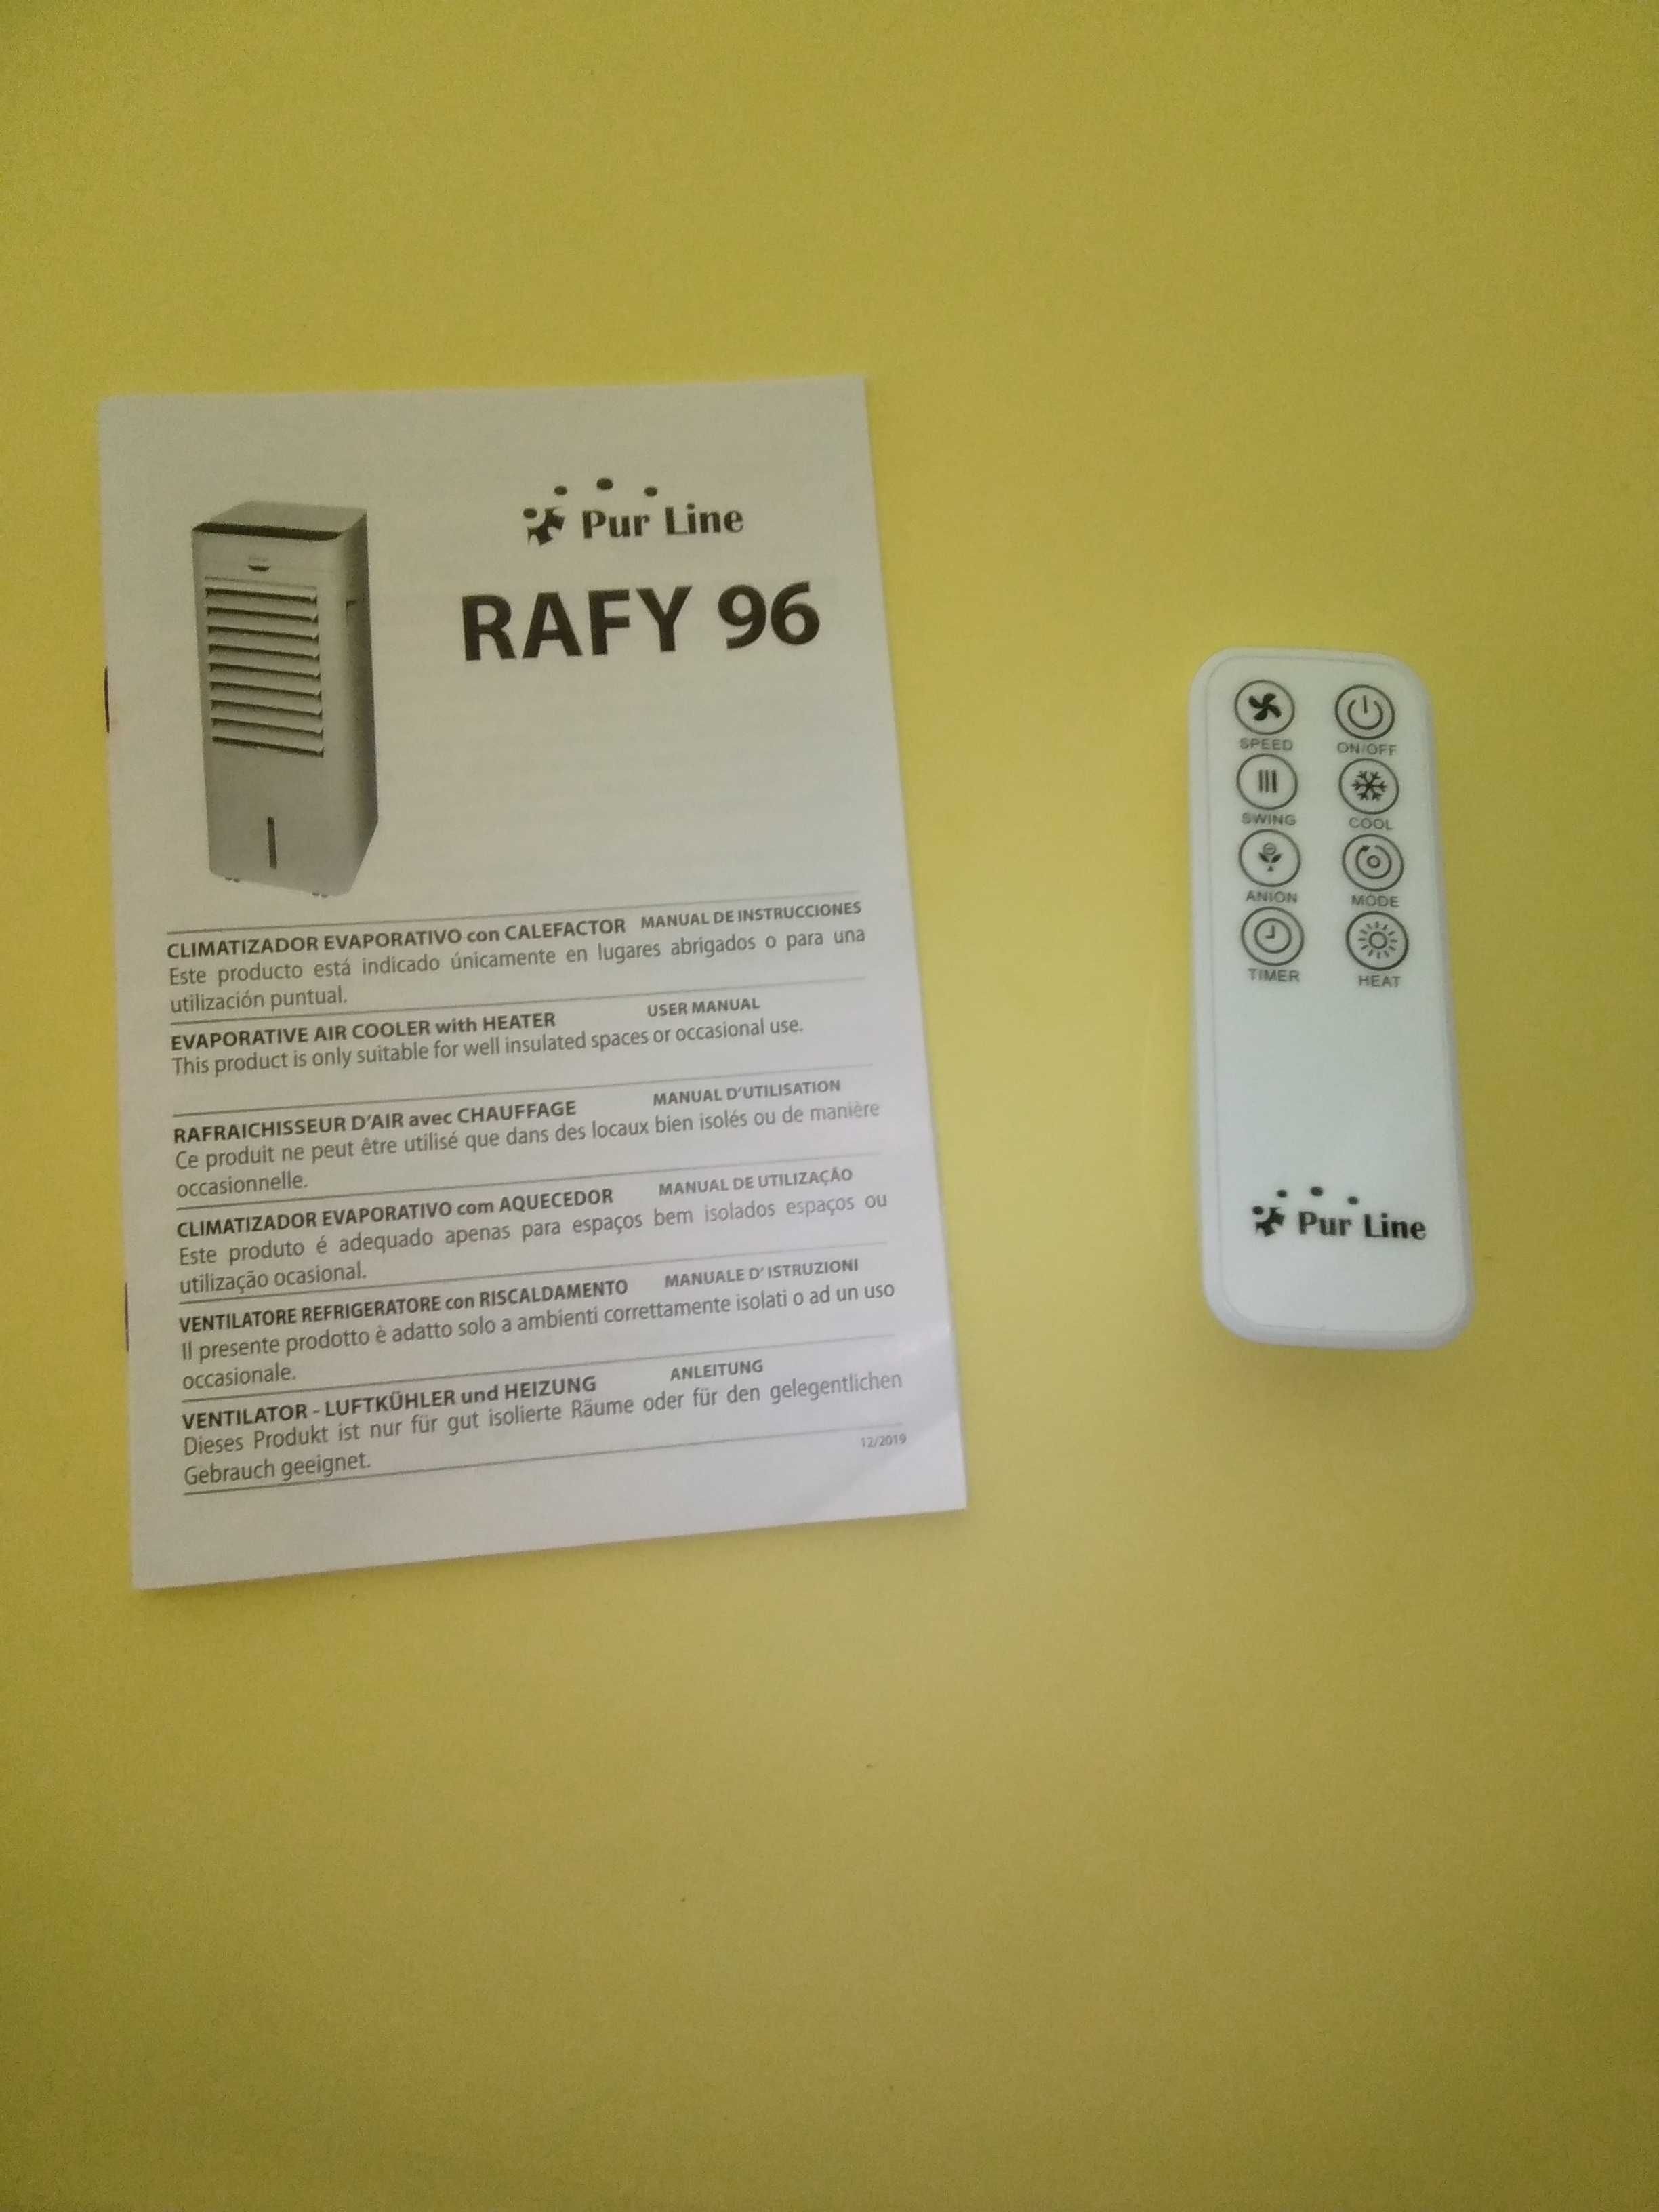 Pur Line
RAFY 96
CLIMATIZADOR EVAPORATIVO con CALEFACTOR MANUAL DE INSTRUCCIONES
Este producto está indicado únicamente en lugares abrigados o para una
utilización puntual.
EVAPORATIVE AIR COOLER with HEATER USER MANUAL
This product is only suitable for well insulated spaces or occasional use.
RAFRAICHISSEUR D'AIR avec CHAUFFAGE MANUAL D'UTILISATION
Ce produit ne peut être utilisé que dans des locaux bien isolés ou de manière
occasionnelle.
CLIMATIZADOR EVAPORATIVO com AQUECEDOR MANUAL DE UTILIZAÇÃO
Este produto é adequado apenas para espaços bem isolados espaços ou
utilização ocasional.
VENTILATORE REFRIGERATORE con RISCALDAMENTO MANUALE D' ISTRUZIONI
Il presente prodotto è adatto solo a ambienti correttamente isolati o ad un uso
occasionale.
VENTILATOR - LUFTKÜHLER und HEIZUNG ANLEITUNG
Dieses Produkt ist nur für gut isolierte Räume oder für den gelegentlichen
Gebrauch geeignet.
12/2019
SPEED ON/OFF
SWING COOL
ANION MODE
TIMER HEAT
Pur Line